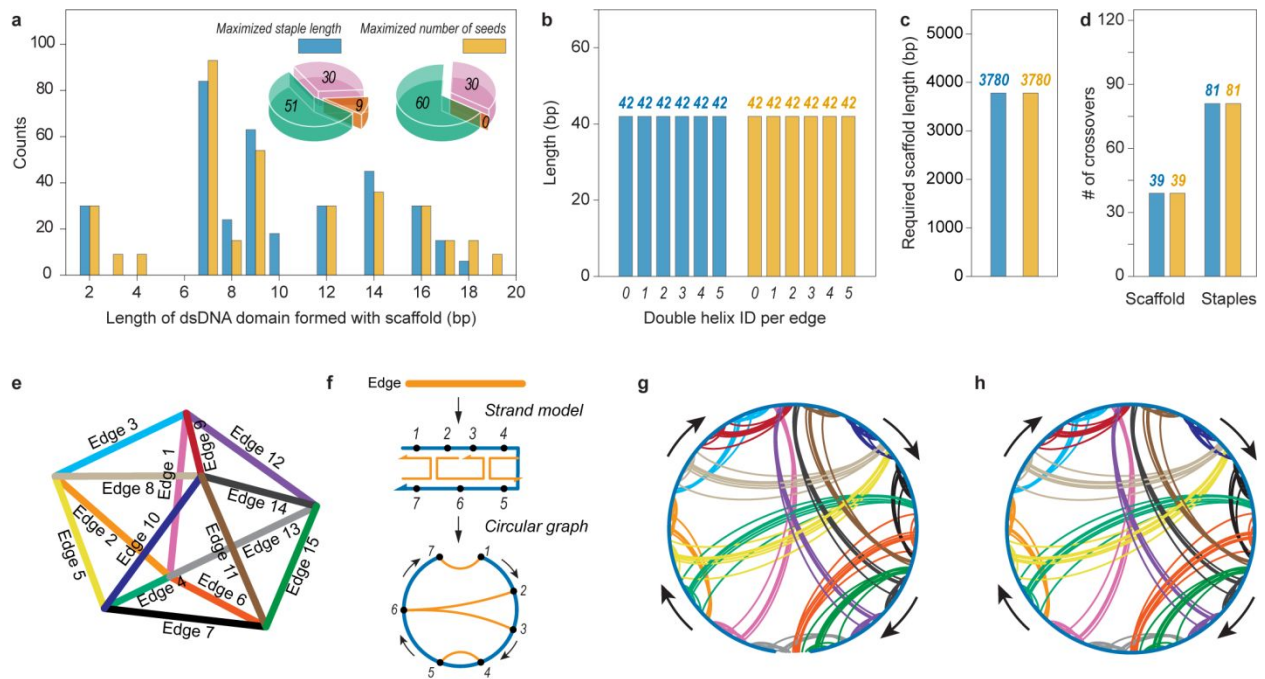 a
Maximized staple length
Maximized number of seeds
100
80
60
40
20
0
Counts
30
51
9
30
60
0
2
4
6
8
10
12
14
16
18
20
Length of dsDNA domain formed with scaffold (bp)
b
60
40
20
0
Length (bp)
42 42 42 42 42 42
42 42 42 42 42 42
0 1 2 3 4 5
0 1 2 3 4 5
Double helix ID per edge
c
5000
4000
3000
2000
1000
0
Required scaffold length (bp)
3780
3780
d
120
90
60
30
0
# of crossovers
39 39
81 81
Scaffold
Staples
e
Edge 3
Edge 9
Edge 12
Edge 1
Edge 8
Edge 14
Edge 2
Edge 10
Edge 13
Edge 5
Edge 11
Edge 15
Edge 4
Edge 6
Edge 7
f
Edge
Strand model
1 2 3 4
7 6 5
Circular graph
7
1
2
6
3
5
4
g
h